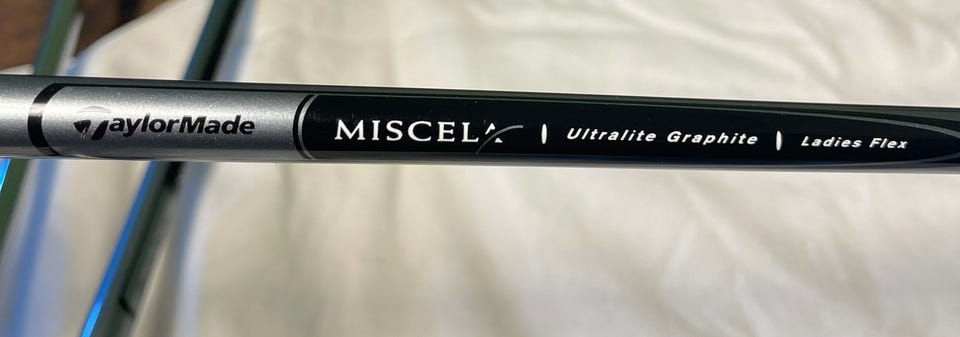 TaylorMade MISCELA | Ultralite Graphite | Ladies Flex